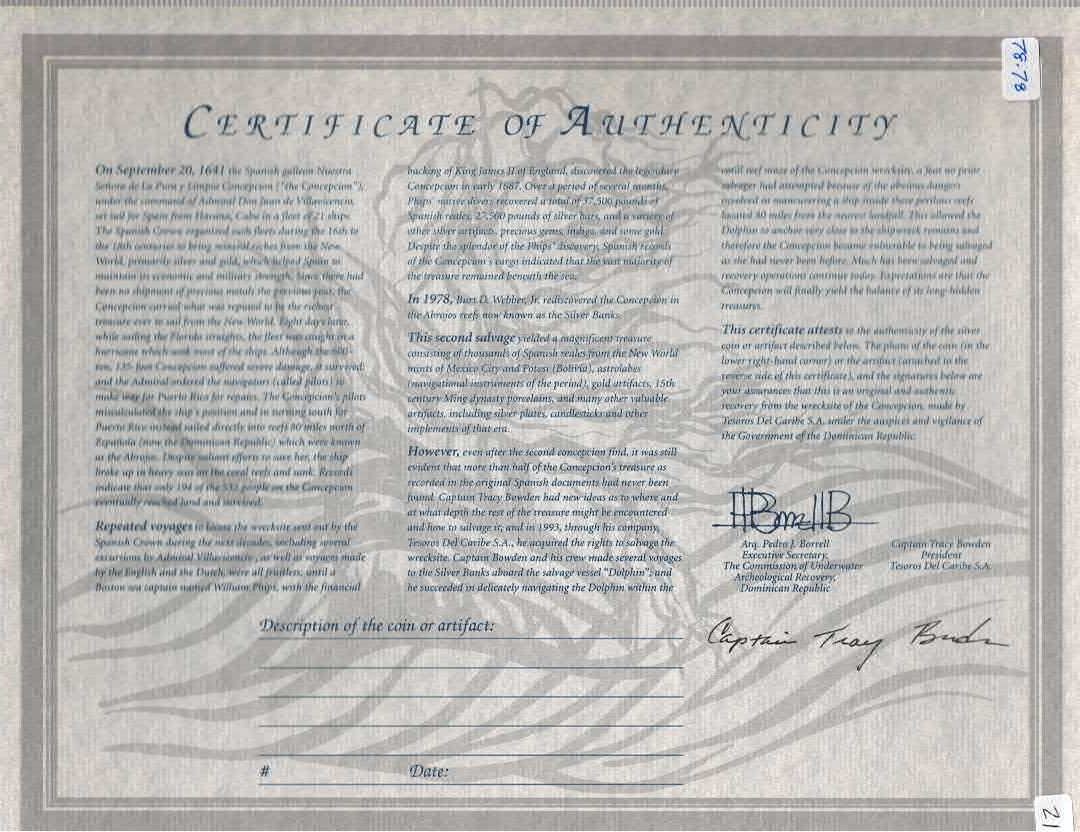 CERTIFICATE OF AUTHENTICITY
On September 20, 1641 the Spanish galleon Nuestra
Señora de La Pura y Limpia Concepcion ("the Concepcion"),
under the command of Admiral Don Juan de Villavicencio,
set sail for Spain from Havana, Cuba in a fleet of 21 ships.
The Spanish Crown organized such fleets during the 16th to
the 18th centuries to bring mineral riches from the New
World, primarily silver and gold, which helped Spain to
maintain its economic and military strength. Since there had
been no shipment of precious metals the previous year, the
Concepcion carried what was reputed to be the richest
treasure ever to sail from the New World. Eight days later,
while sailing the Florida straights, the fleet was caught in a
hurricane which sank most of the ships. Although the 600-
ton, 135-foot Concepcion suffered severe damage, it survived;
and the Admiral ordered the navigators (called pilots) to
make way for Puerto Rico for repairs. The Concepcion's pilots
miscalculated the ship's position and in turning south for
Puerto Rico instead sailed directly into reefs 80 miles north of
Española (now the Dominican Republic) which were known
as the Abrojos. Despite valiant efforts to save her, the ship
broke up in heavy seas on the coral reefs and sank. Records
indicate that only 194 of the 532 people on the Concepcion
eventually reached land and survived.
Repeated voyages to locate the wrecksite sent out by the
Spanish Crown during the next decades, including several
excursions by Admiral Villavicencio, as well as voyages made
by the English and the Dutch, were all fruitless; until a
Boston sea captain named William Phips, with the financial
backing of King James II of England, discovered the legendary
Concepcion in early 1687. Over a period of several months,
Phips' native divers recovered a total of 37,500 pounds of
Spanish reales, 27,500 pounds of silver bars, and a variety of
other silver artifacts, precious gems, indigo, and some gold.
Despite the splendor of the Phips' discovery, Spanish records
of the Concepcion's cargo indicated that the vast majority of
the treasure remained beneath the sea.
In 1978, Burt D. Webber, Jr. rediscovered the Concepcion in
the Abrojos reefs now known as the Silver Banks.
This second salvage yielded a magnificent treasure
consisting of thousands of Spanish reales from the New World
mints of Mexico City and Potosi (Bolivia), astrolabes
(navigational instruments of the period), gold artifacts, 15th
century Ming dynasty porcelains, and many other valuable
artifacts, including silver plates, candlesticks and other
implements of that era.
However, even after the second concepcion find, it was still
evident that more than half of the Concepcion's treasure as
recorded in the original Spanish documents had never been
found. Captain Tracy Bowden had new ideas as to where and
at what depth the rest of the treasure might be encountered
and how to salvage it; and in 1993, through his company,
Tesoros Del Caribe S.A., he acquired the rights to salvage the
wrecksite. Captain Bowden and his crew made several voyages
to the Silver Banks aboard the salvage vessel "Dolphin"; and
he succeeded in delicately navigating the Dolphin within the
coral reef maze of the Concepcion wrecksite, a feat no prior
salvager had attempted because of the obvious dangers
involved in maneuvering a ship inside these perilous reefs
located 80 miles from the nearest landfall. This allowed the
Dolphin to anchor very close to the shipwreck remains and
therefore the Concepcion became vulnerable to being salvaged
as she had never been before. Much has been salvaged and
recovery operations continue today. Expectations are that the
Concepcion will finally yield the balance of its long-hidden
treasures.
This certificate attests to the authenticity of the silver
coin or artifact described below. The photo of the coin (in the
lower right-hand corner) or the artifact (attached to the
reverse side of this certificate), and the signatures below are
your assurances that this is an original and authentic
recovery from the wrecksite of the Concepcion, made by
Tesoros Del Caribe S.A. under the auspices and vigilance of
the Government of the Dominican Republic.
Arq. Pedro J. Borrell
Executive Secretary,
The Commission of Underwater
Archeological Recovery,
Dominican Republic
Captain Tracy Bowden
President
Tesoros Del Caribe S.A.
Captain Tracy Bowden
Description of the coin or artifact:
# Date:
78-78
21